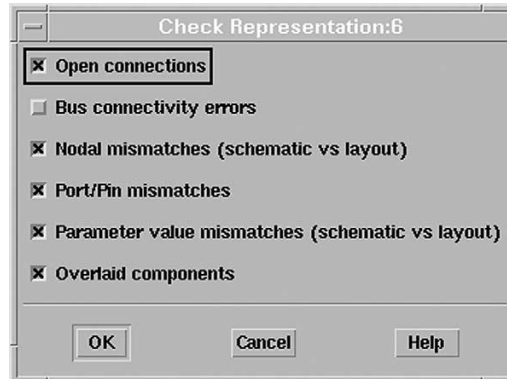 Check Representation:6
Open connections
Bus connectivity errors
Nodal mismatches (schematic vs layout)
Port/Pin mismatches
Parameter value mismatches (schematic vs layout)
Overlaid components
OK Cancel Help